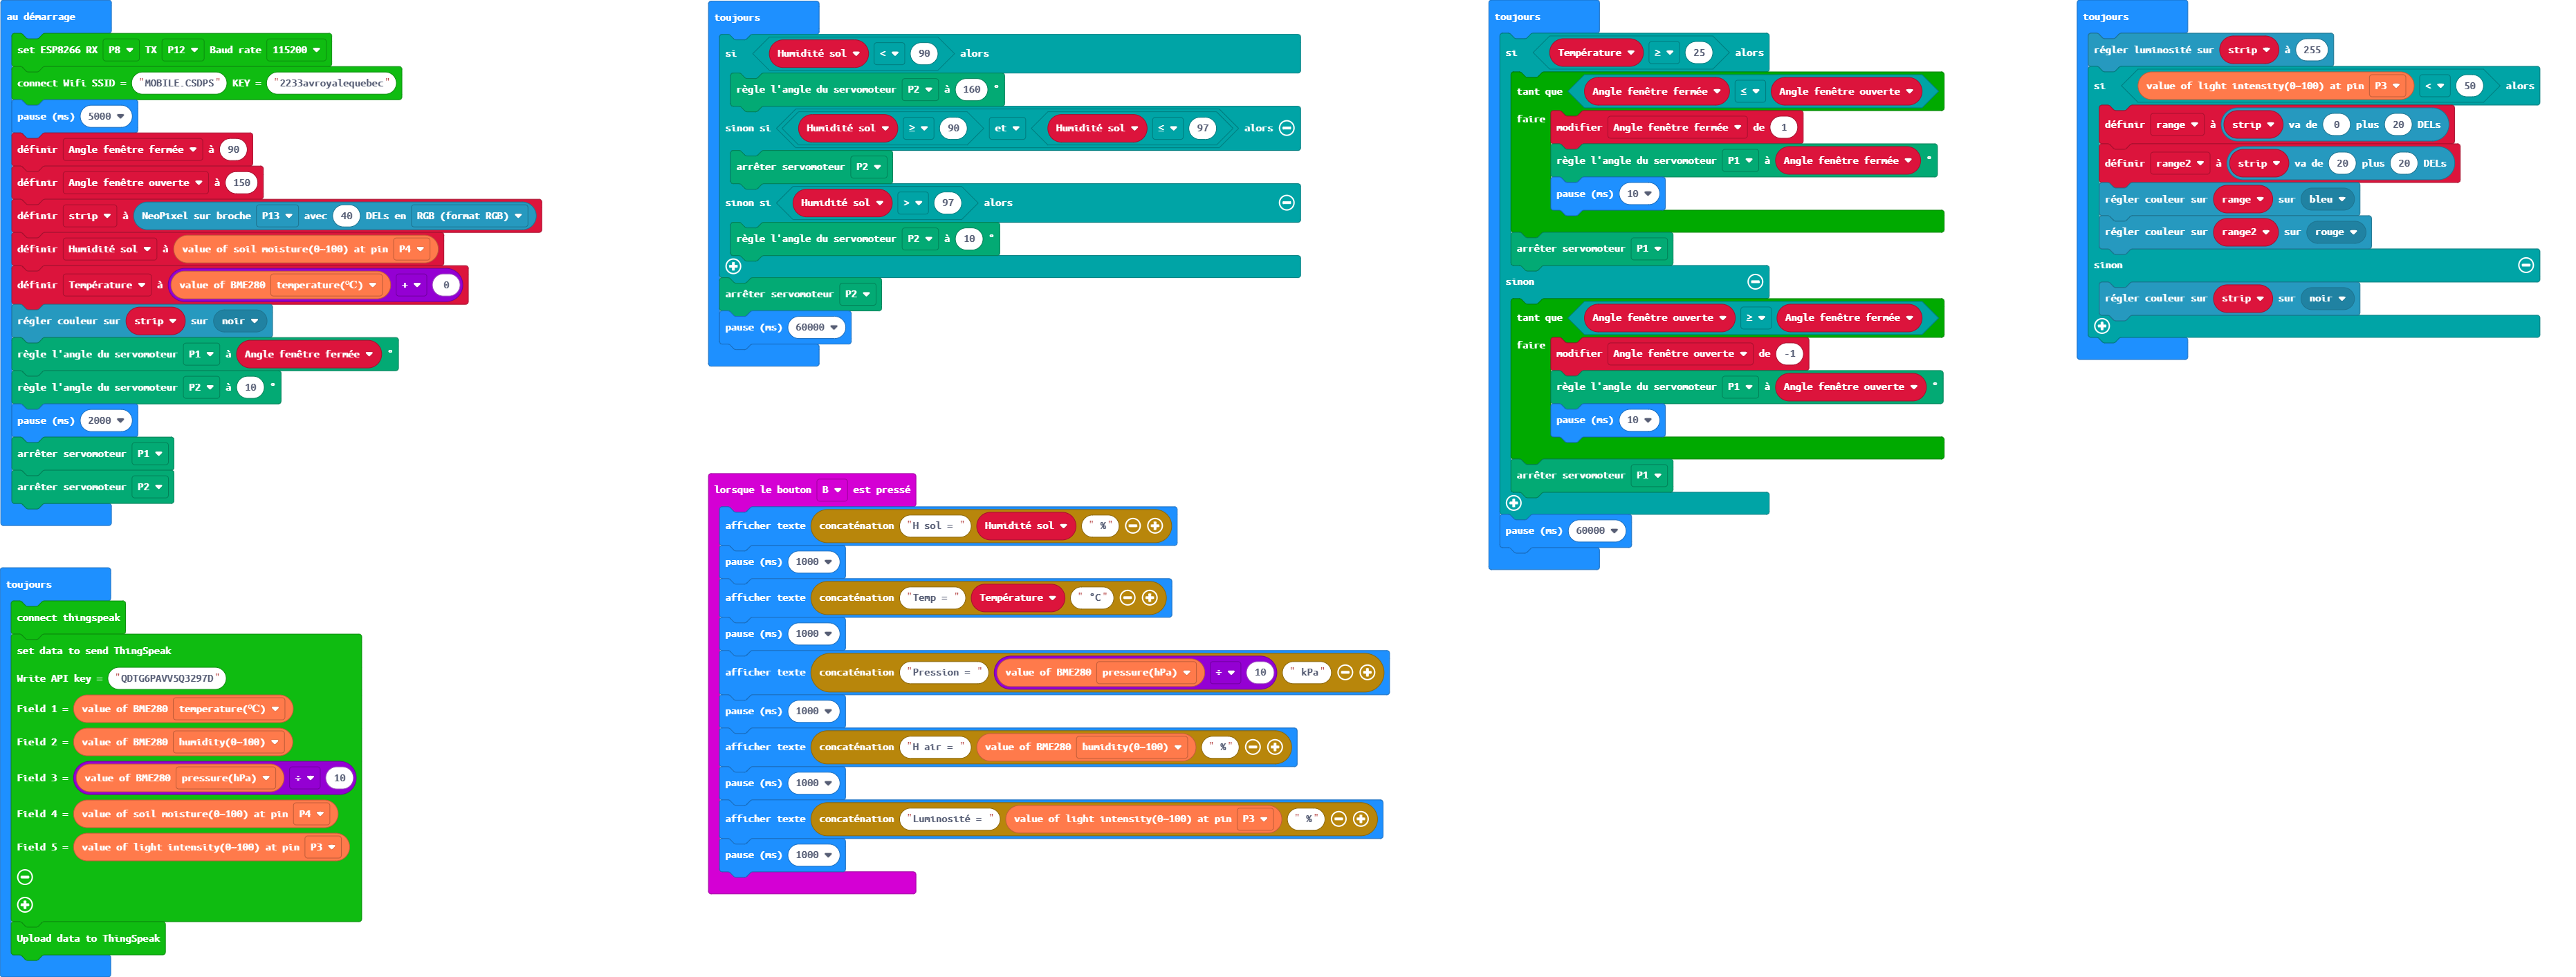 au démarrage
set ESP8266 RX P8 TX P12 Baud rate 115200
connect Wifi SSID = "MOBILE.CSDPS" KEY = "2233avroyalequebec"
pause (ms) 5000
définir Angle fenêtre fermée à 90
définir Angle fenêtre ouverte à 150
définir strip à NeoPixel sur broche P13 avec 40 DELs en RGB (format RGB)
définir Humidité sol à value of soil moisture(0~100) at pin P4
définir Température à value of BME280 temperature(℃) + 0
régler couleur sur strip sur noir
règle l'angle du servomoteur P1 à Angle fenêtre fermée °
règle l'angle du servomoteur P2 à 10 °
pause (ms) 2000
arrêter servomoteur P1
arrêter servomoteur P2
toujours
connect thingspeak
set data to send ThingSpeak
Write API key = "QDTG6PAVV5Q3297D"
Field 1 = value of BME280 temperature(℃)
Field 2 = value of BME280 humidity(0~100)
Field 3 = value of BME280 pressure(hPa) ÷ 10
Field 4 = value of soil moisture(0~100) at pin P4
Field 5 = value of light intensity(0~100) at pin P3
Upload data to ThingSpeak
toujours
si Humidité sol < 90 alors
règle l'angle du servomoteur P2 à 160 °
sinon si Humidité sol ≥ 90 et Humidité sol ≤ 97 alors
arrêter servomoteur P2
sinon si Humidité sol > 97 alors
règle l'angle du servomoteur P2 à 10 °
arrêter servomoteur P2
pause (ms) 60000
lorsque le bouton B est pressé
afficher texte concaténation "H sol = " Humidité sol " %"
pause (ms) 1000
afficher texte concaténation "Temp = " Température " °C"
pause (ms) 1000
afficher texte concaténation "Pression = " value of BME280 pressure(hPa) ÷ 10 " kPa"
pause (ms) 1000
afficher texte concaténation "H air = " value of BME280 humidity(0~100) " %"
pause (ms) 1000
afficher texte concaténation "Luminosité = " value of light intensity(0~100) at pin P3 " %"
pause (ms) 1000
toujours
si Température ≥ 25 alors
tant que Angle fenêtre fermée ≤ Angle fenêtre ouverte
faire modifier Angle fenêtre fermée de 1
règle l'angle du servomoteur P1 à Angle fenêtre fermée °
pause (ms) 10
arrêter servomoteur P1
sinon
tant que Angle fenêtre ouverte ≥ Angle fenêtre fermée
faire modifier Angle fenêtre ouverte de -1
règle l'angle du servomoteur P1 à Angle fenêtre ouverte °
pause (ms) 10
arrêter servomoteur P1
pause (ms) 60000
toujours
régler luminosité sur strip à 255
si value of light intensity(0~100) at pin P3 < 50 alors
définir range à strip va de 0 plus 20 DELs
définir range2 à strip va de 20 plus 20 DELs
régler couleur sur range sur bleu
régler couleur sur range2 sur rouge
sinon
régler couleur sur strip sur noir